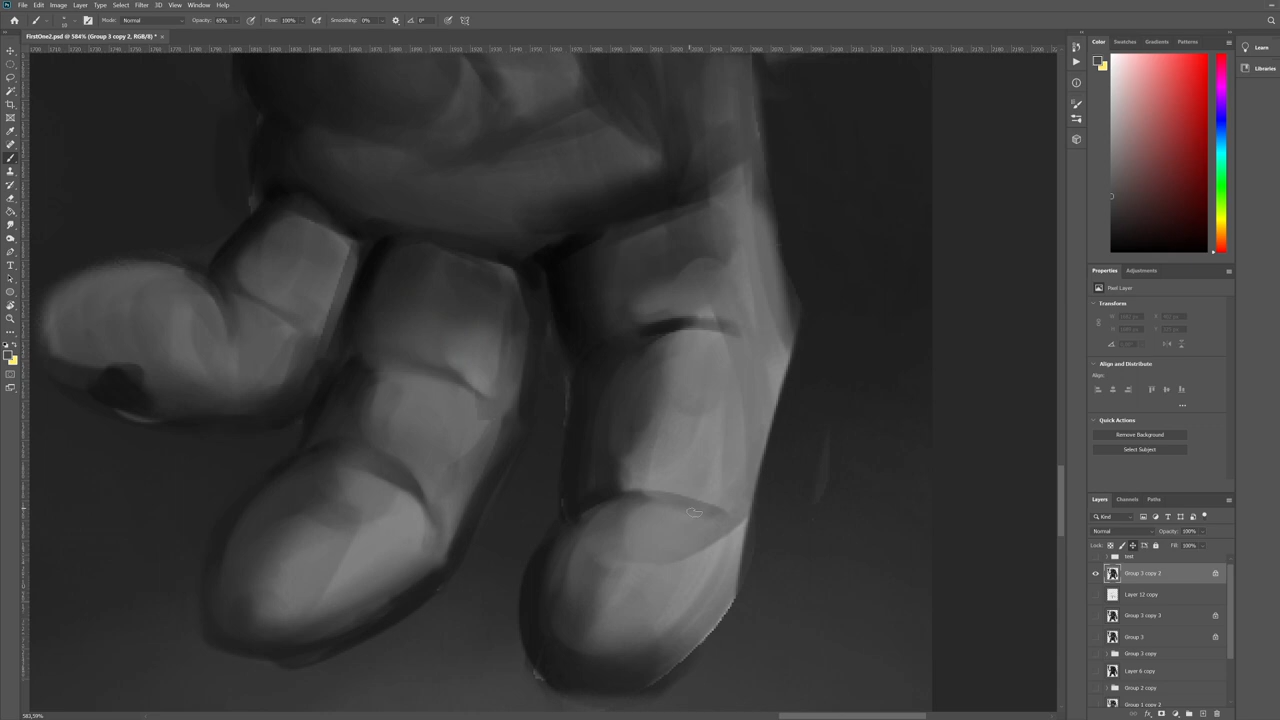 File Edit Image Layer Type Select Filter 3D View Window Help
Mode: Normal Opacity: 65% Flow: 100% Smoothing: 0% 0°
FirstOne2.psd @ 584% (Group 3 copy 2, RGB/8) *
Color Swatches Gradients Patterns
Learn
Libraries
Properties Adjustments
Pixel Layer
Transform
Align and Distribute
Align:
Quick Actions
Remove Background
Select Subject
Layers Channels Paths
Kind
Normal Opacity: 100%
Lock: Fill: 100%
test
Group 3 copy 2
Layer 12 copy
Group 3 copy 3
Group 3
Group 3 copy
Layer 6 copy
Group 2 copy
Group 1 copy 2
583,59%